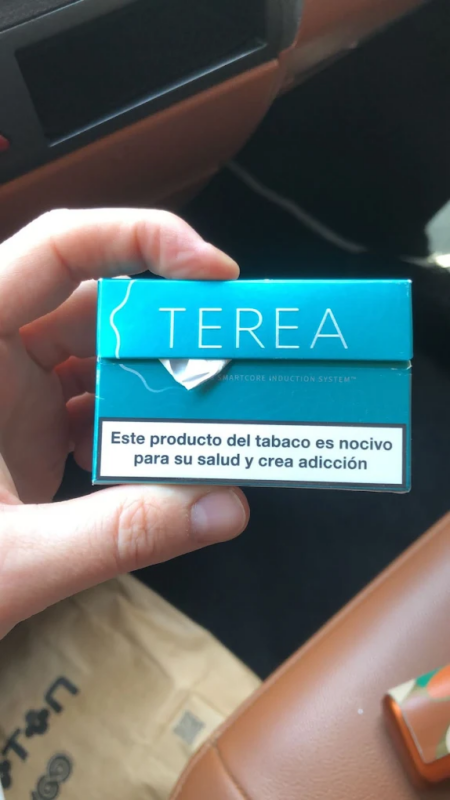 TEREA
SMARTCORE INDUCTION SYSTEM™
Este producto del tabaco es nocivo
para su salud y crea adicción